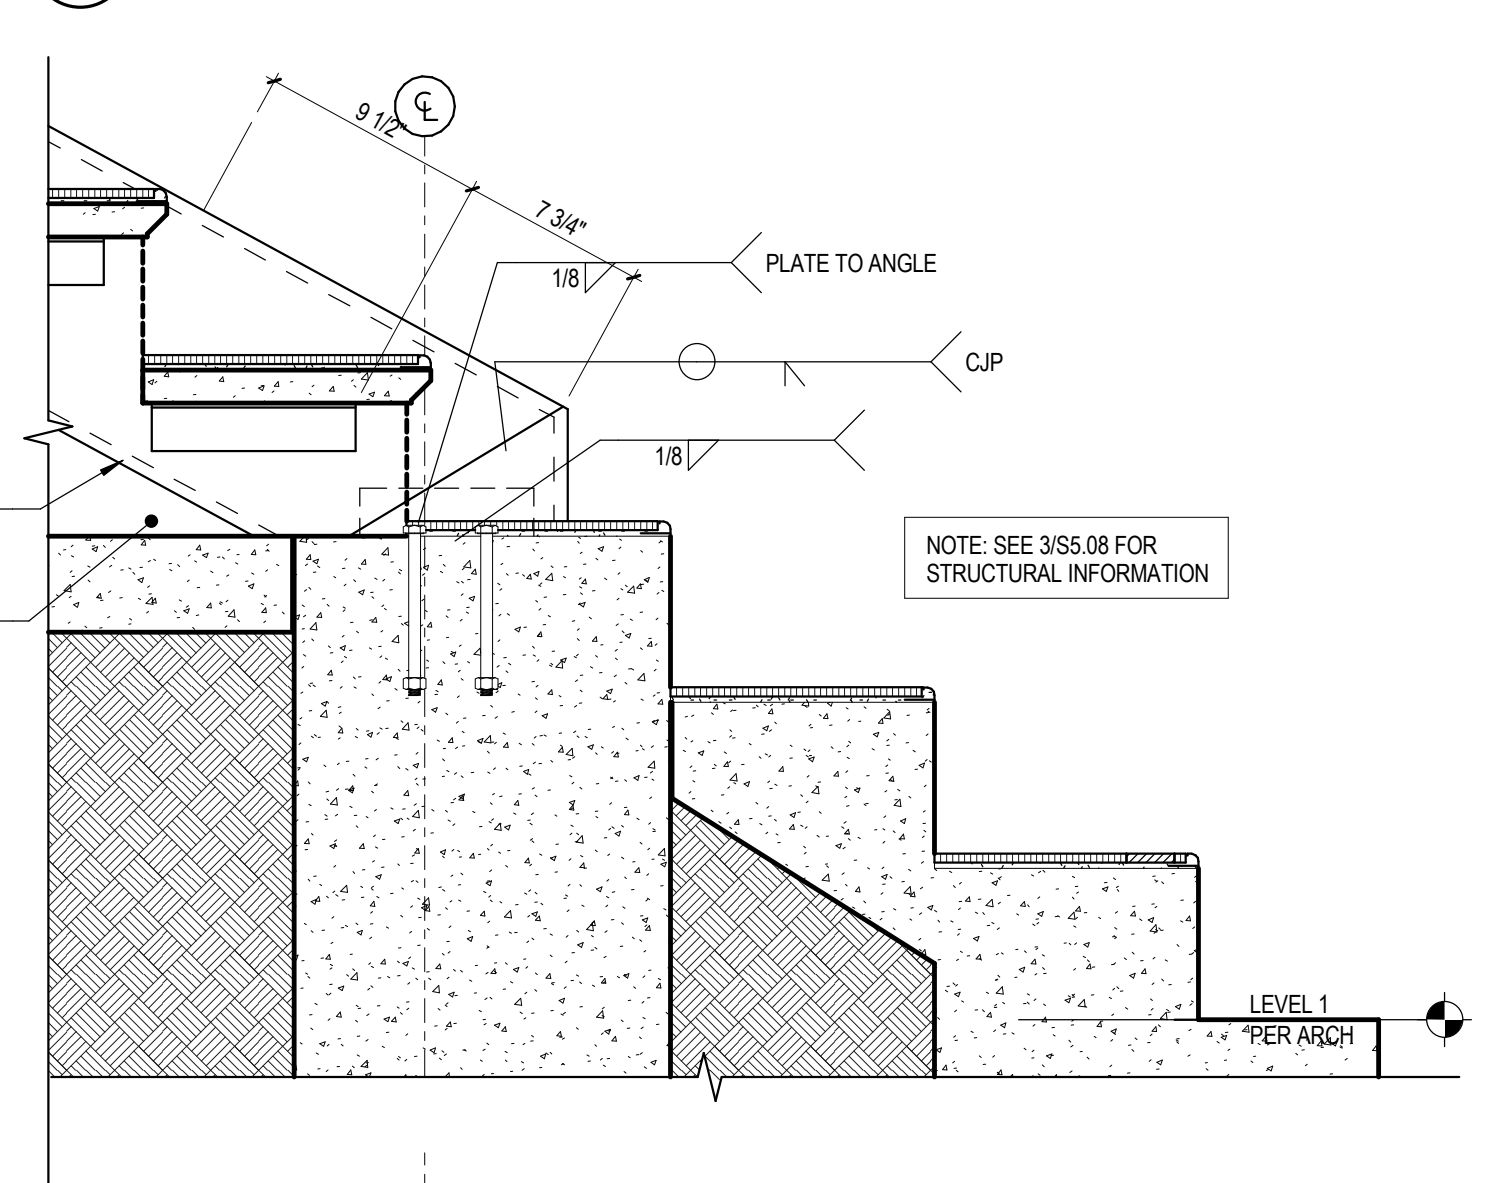 ℄
9 1/2"
7 3/4"
1/8
PLATE TO ANGLE
CJP
1/8
NOTE: SEE 3/S5.08 FOR
STRUCTURAL INFORMATION
LEVEL 1
PER ARCH